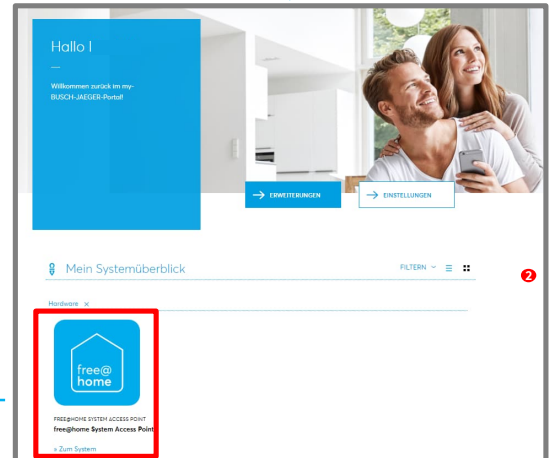 Hallo I
Willkommen zurück im my-
BUSCH-JAEGER-Portal!
→ ERWEITERUNGEN
→ EINSTELLUNGEN
Mein Systemüberblick
FILTERN
2
Hardware x
free@
home
FREE@HOME SYSTEM ACCESS POINT
free@home System Access Point
» Zum System